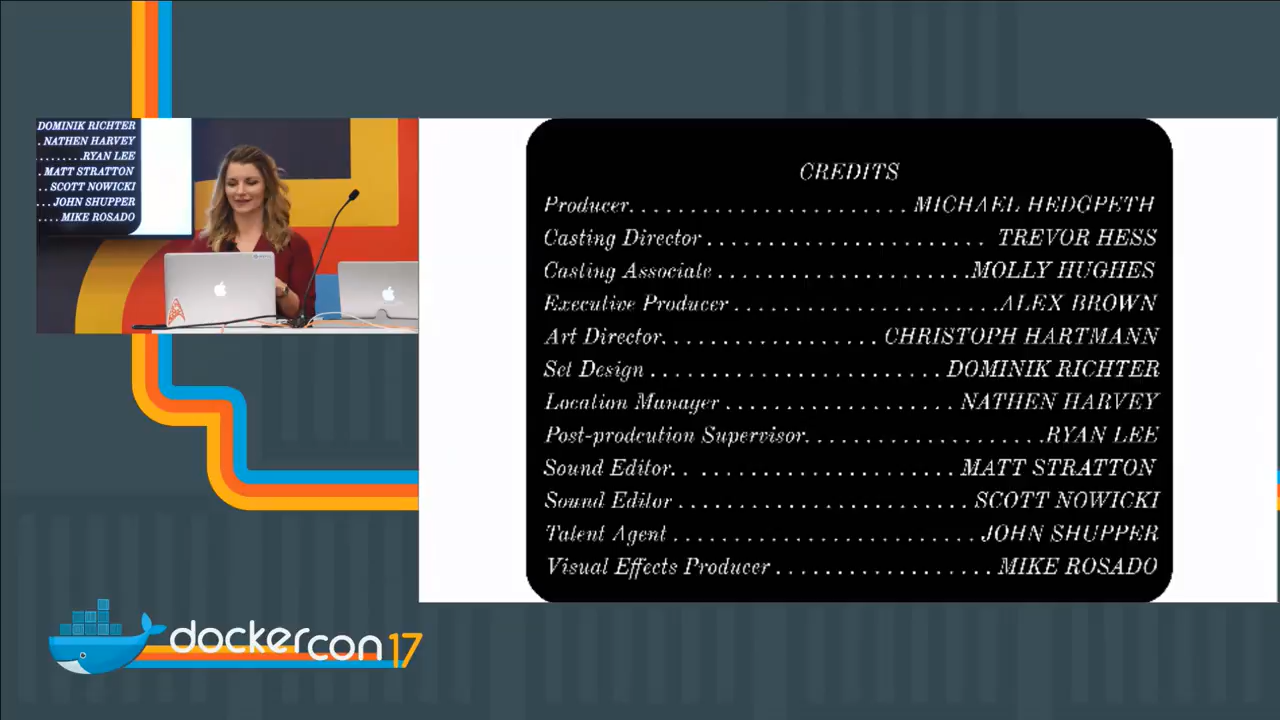 DOMINIK RICHTER
. NATHEN HARVEY
. . . . . . . .RYAN LEE
. MATT STRATTON
. . SCOTT NOWICKI
. . . JOHN SHUPPER
. . . . MIKE ROSADO
CREDITS
Producer. . . . . . . . . . . . . . . . . . . . . . . MICHAEL HEDGPETH
Casting Director . . . . . . . . . . . . . . . . . . . . . . . TREVOR HESS
Casting Associate . . . . . . . . . . . . . . . . . . . . .MOLLY HUGHES
Executive Producer . . . . . . . . . . . . . . . . . . . . . .ALEX BROWN
Art Director. . . . . . . . . . . . . . . . . . CHRISTOPH HARTMANN
Set Design . . . . . . . . . . . . . . . . . . . . . . . . DOMINIK RICHTER
Location Manager . . . . . . . . . . . . . . . . . . . NATHEN HARVEY
Post-prodcution Supervisor. . . . . . . . . . . . . . . . . . . .RYAN LEE
Sound Editor. . . . . . . . . . . . . . . . . . . . . . . MATT STRATTON
Sound Editor . . . . . . . . . . . . . . . . . . . . . . . . SCOTT NOWICKI
Talent Agent . . . . . . . . . . . . . . . . . . . . . . . . .JOHN SHUPPER
Visual Effects Producer . . . . . . . . . . . . . . . . . . MIKE ROSADO
dockercon 17